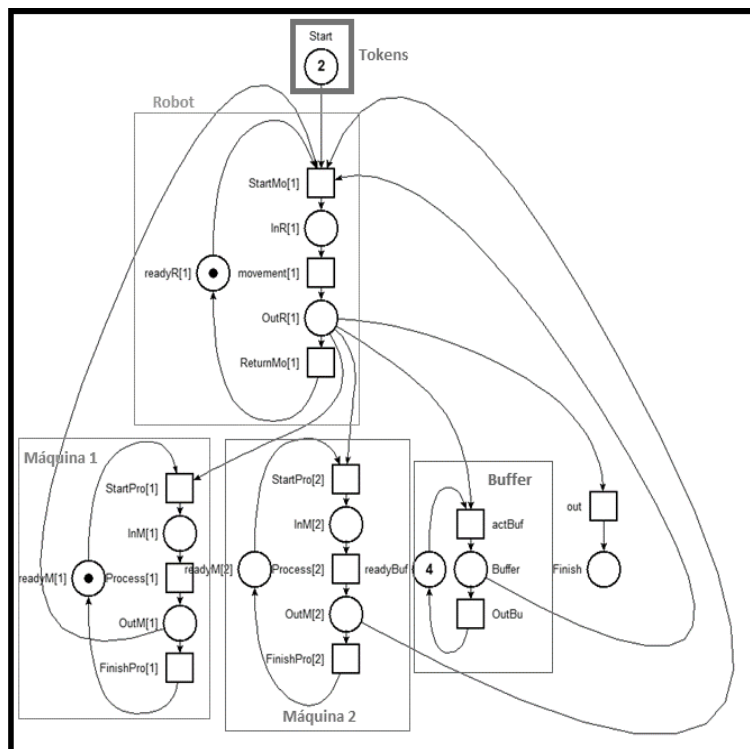 Start
2
Tokens
Robot
StartMo[1]
InR[1]
readyR[1]
movement[1]
OutR[1]
ReturnMo[1]
Máquina 1
StartPro[1]
InM[1]
readyM[1]
Process[1]
OutM[1]
FinishPro[1]
StartPro[2]
InM[2]
readyM[2]
Process[2]
OutM[2]
FinishPro[2]
Máquina 2
Buffer
actBuf
readyBuf
4
Buffer
OutBu
out
Finish